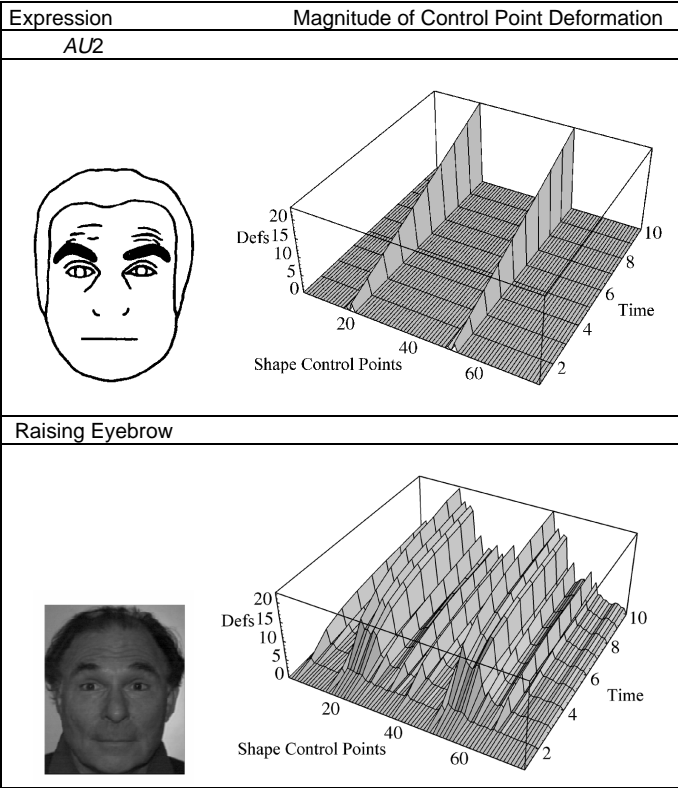 Expression Magnitude of Control Point Deformation
AU2
20
Defs 15
10
5
0
20
40
60
Shape Control Points
2
4
6
8
10
Time
Raising Eyebrow
20
Defs 15
10
5
0
20
40
60
Shape Control Points
2
4
6
8
10
Time